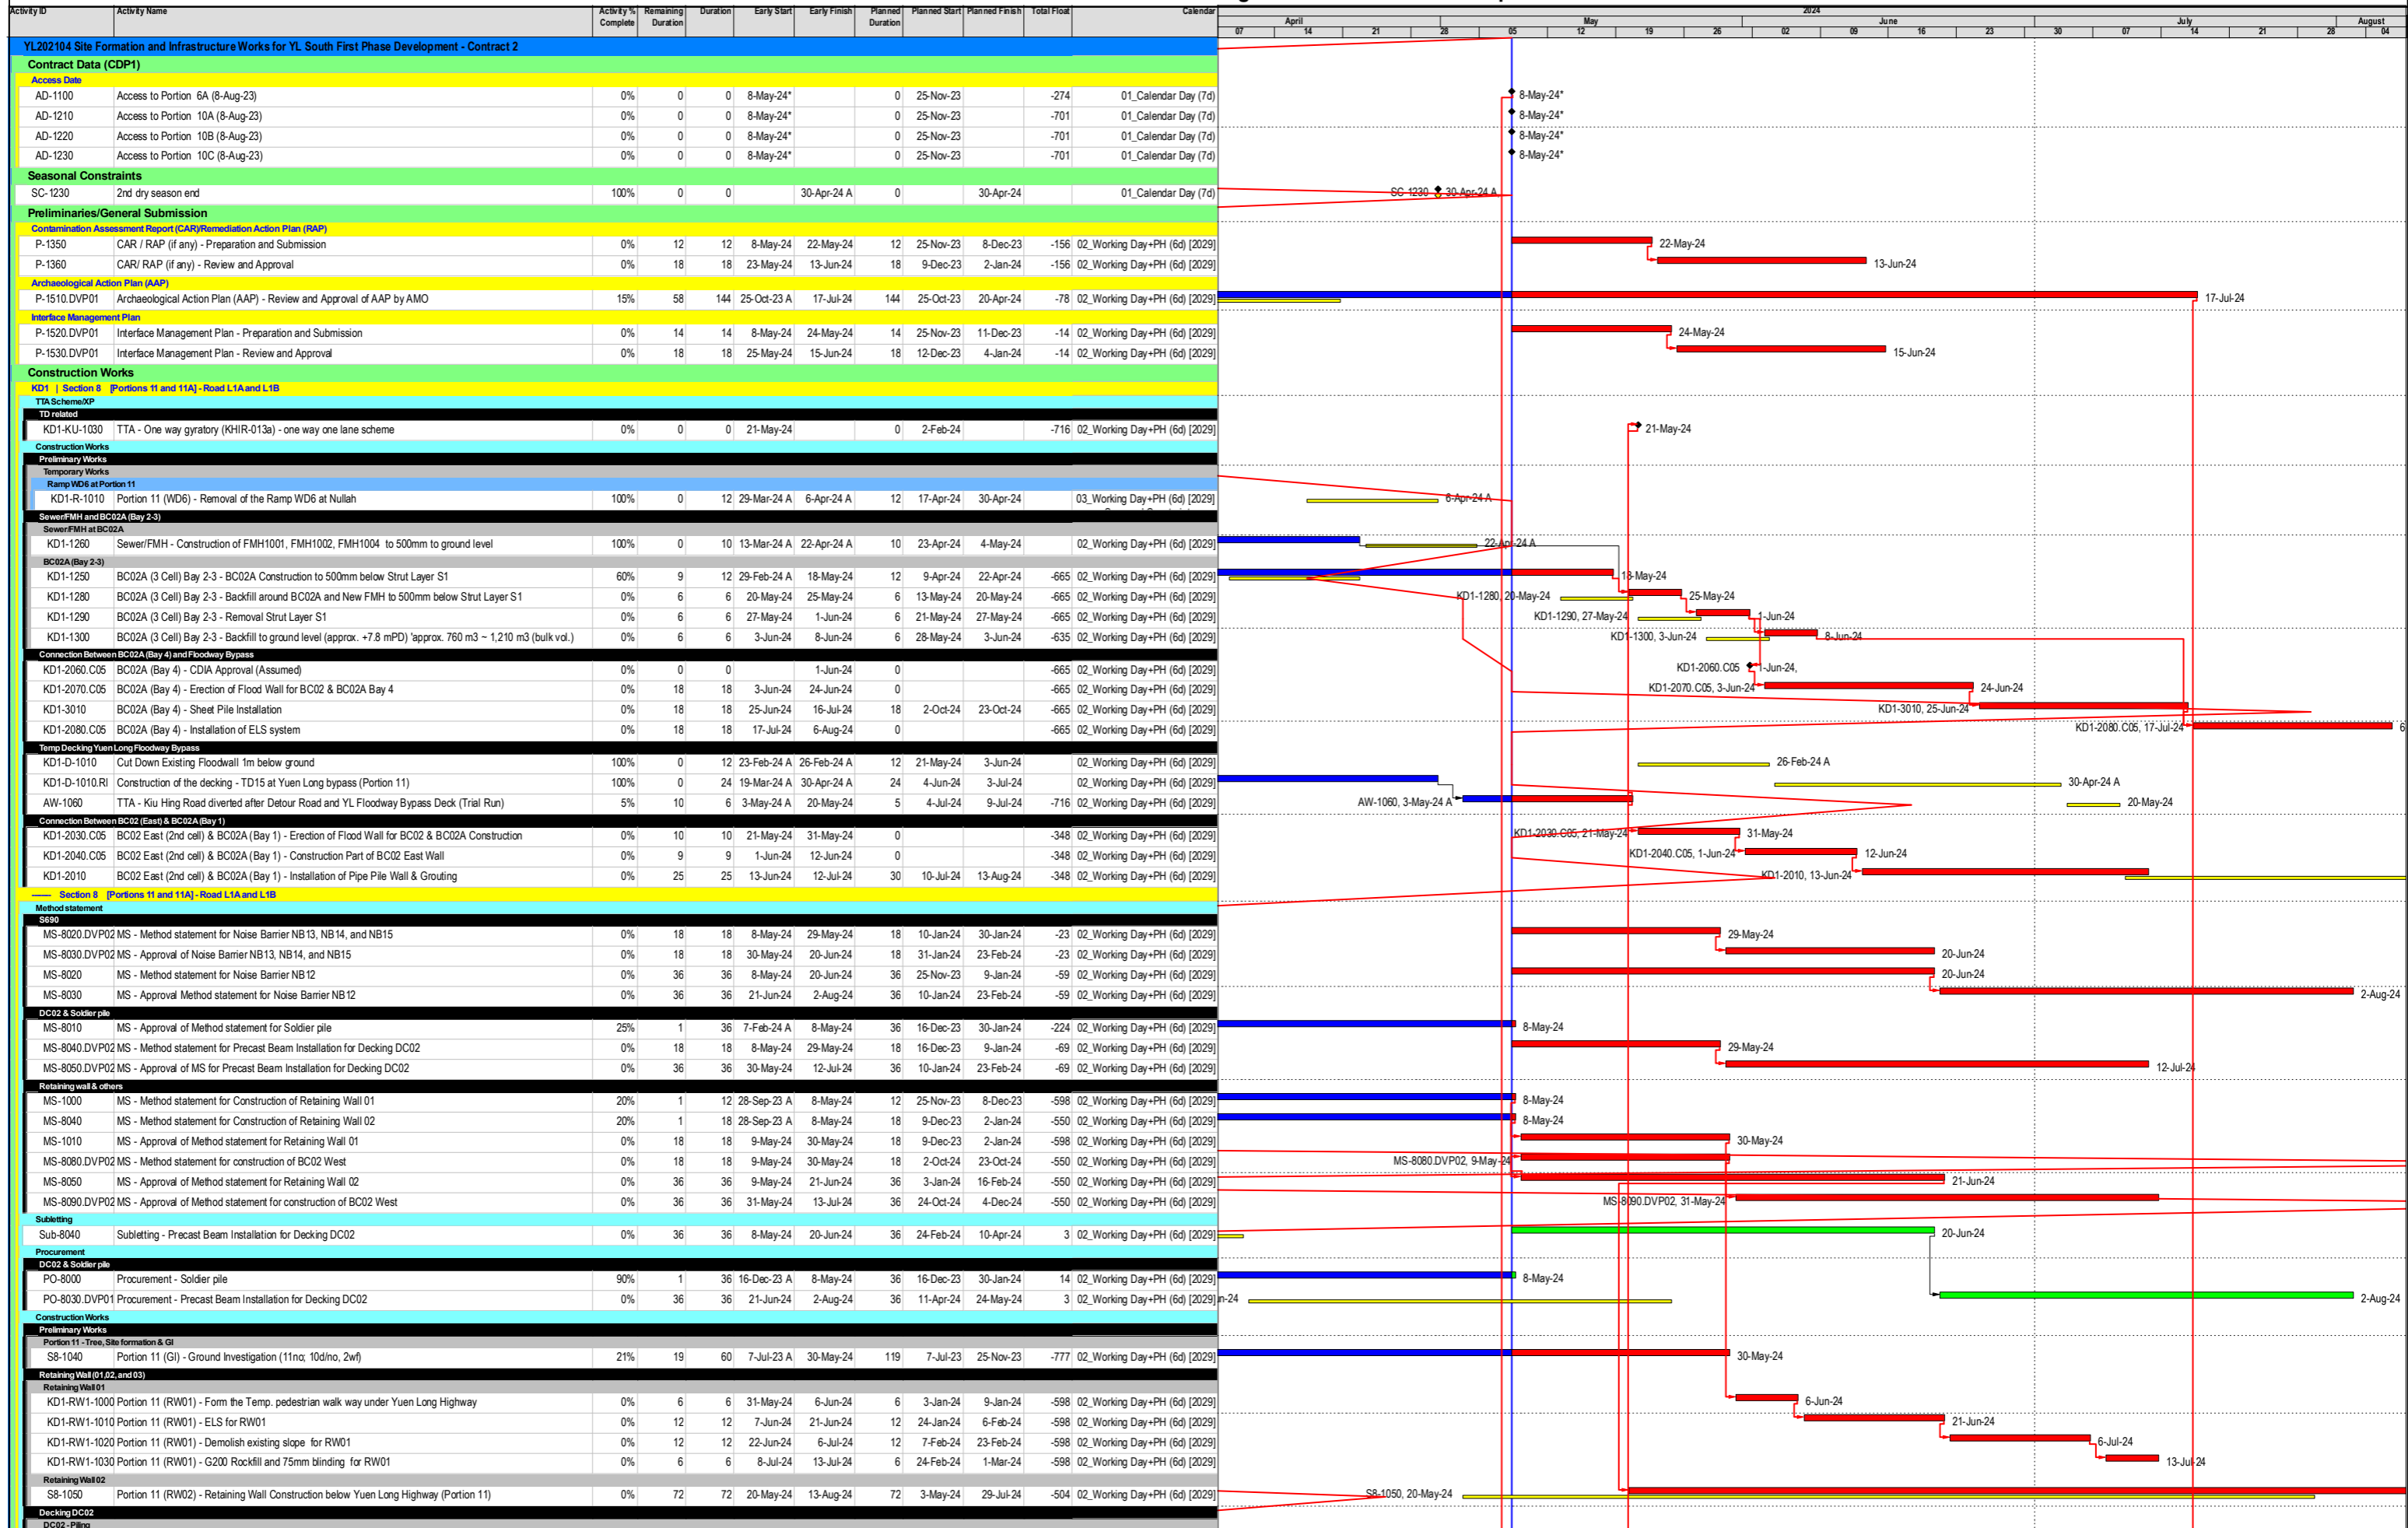 Activity ID Activity Name Activity % Complete Remaining Duration Duration Early Start Early Finish Planned Duration Planned Start Planned Finish Total Float Calendar 2024
April May June July August
07 14 21 28 05 12 19 26 02 09 16 23 30 07 14 21 28 04
YL202104 Site Formation and Infrastructure Works for YL South First Phase Development - Contract 2
Contract Data (CDP1)
Access Date
AD-1100 Access to Portion 6A (8-Aug-23) 0% 0 0 8-May-24* 0 25-Nov-23 -274 01_Calendar Day (7d) 8-May-24*
AD-1210 Access to Portion 10A (8-Aug-23) 0% 0 0 8-May-24* 0 25-Nov-23 -701 01_Calendar Day (7d) 8-May-24*
AD-1220 Access to Portion 10B (8-Aug-23) 0% 0 0 8-May-24* 0 25-Nov-23 -701 01_Calendar Day (7d) 8-May-24*
AD-1230 Access to Portion 10C (8-Aug-23) 0% 0 0 8-May-24* 0 25-Nov-23 -701 01_Calendar Day (7d) 8-May-24*
Seasonal Constraints
SC-1230 2nd dry season end 100% 0 0 30-Apr-24 A 0 30-Apr-24 01_Calendar Day (7d) SC-1230 30-Apr-24 A
Preliminaries/General Submission
Contamination Assessment Report (CAR)/Remediation Action Plan (RAP)
P-1350 CAR / RAP (if any) - Preparation and Submission 0% 12 12 8-May-24 22-May-24 12 25-Nov-23 8-Dec-23 -156 02_Working Day+PH (6d) [2029] 22-May-24
P-1360 CAR/ RAP (if any) - Review and Approval 0% 18 18 23-May-24 13-Jun-24 18 9-Dec-23 2-Jan-24 -156 02_Working Day+PH (6d) [2029] 13-Jun-24
Archaeological Action Plan (AAP)
P-1510.DVP01 Archaeological Action Plan (AAP) - Review and Approval of AAP by AMO 15% 58 144 25-Oct-23 A 17-Jul-24 144 25-Oct-23 20-Apr-24 -78 02_Working Day+PH (6d) [2029] 17-Jul-24
Interface Management Plan
P-1520.DVP01 Interface Management Plan - Preparation and Submission 0% 14 14 8-May-24 24-May-24 14 25-Nov-23 11-Dec-23 -14 02_Working Day+PH (6d) [2029] 24-May-24
P-1530.DVP01 Interface Management Plan - Review and Approval 0% 18 18 25-May-24 15-Jun-24 18 12-Dec-23 4-Jan-24 -14 02_Working Day+PH (6d) [2029] 15-Jun-24
Construction Works
KD1 | Section 8 [Portions 11 and 11A] - Road L1A and L1B
TTA Scheme/XP
TD related
KD1-KU-1030 TTA - One way gyratory (KHIR-013a) - one way one lane scheme 0% 0 0 21-May-24 0 2-Feb-24 -716 02_Working Day+PH (6d) [2029] 21-May-24
Construction Works
Preliminary Works
Temporary Works
Ramp WD6 at Portion 11
KD1-R-1010 Portion 11 (WD6) - Removal of the Ramp WD6 at Nullah 100% 0 12 29-Mar-24 A 6-Apr-24 A 12 17-Apr-24 30-Apr-24 03_Working Day+PH (6d) [2029] 6-Apr-24 A
Sewer/FMH and BC02A (Bay 2-3)
Sewer/FMH at BC02A
KD1-1260 Sewer/FMH - Construction of FMH1001, FMH1002, FMH1004 to 500mm to ground level 100% 0 10 13-Mar-24 A 22-Apr-24 A 10 23-Apr-24 4-May-24 02_Working Day+PH (6d) [2029] 22-Apr-24 A
BC02A (Bay 2-3)
KD1-1250 BC02A (3 Cell) Bay 2-3 - BC02A Construction to 500mm below Strut Layer S1 60% 9 12 29-Feb-24 A 18-May-24 12 9-Apr-24 22-Apr-24 -665 02_Working Day+PH (6d) [2029] 18-May-24
KD1-1280 BC02A (3 Cell) Bay 2-3 - Backfill around BC02A and New FMH to 500mm below Strut Layer S1 0% 6 6 20-May-24 25-May-24 6 13-May-24 20-May-24 -665 02_Working Day+PH (6d) [2029] KD1-1280, 20-May-24 25-May-24
KD1-1290 BC02A (3 Cell) Bay 2-3 - Removal Strut Layer S1 0% 6 6 27-May-24 1-Jun-24 6 21-May-24 27-May-24 -665 02_Working Day+PH (6d) [2029] KD1-1290, 27-May-24 1-Jun-24
KD1-1300 BC02A (3 Cell) Bay 2-3 - Backfill to ground level (approx. +7.8 mPD) 'approx. 760 m3 ~ 1,210 m3 (bulk vol.) 0% 6 6 3-Jun-24 8-Jun-24 6 28-May-24 3-Jun-24 -635 02_Working Day+PH (6d) [2029] KD1-1300, 3-Jun-24 8-Jun-24
Connection Between BC02A (Bay 4) and Floodway Bypass
KD1-2060.C05 BC02A (Bay 4) - CDIA Approval (Assumed) 0% 0 0 1-Jun-24 0 -665 02_Working Day+PH (6d) [2029] KD1-2060.C05 1-Jun-24,
KD1-2070.C05 BC02A (Bay 4) - Erection of Flood Wall for BC02 & BC02A Bay 4 0% 18 18 3-Jun-24 24-Jun-24 0 -665 02_Working Day+PH (6d) [2029] KD1-2070.C05, 3-Jun-24 24-Jun-24
KD1-3010 BC02A (Bay 4) - Sheet Pile Installation 0% 18 18 25-Jun-24 16-Jul-24 18 2-Oct-24 23-Oct-24 -665 02_Working Day+PH (6d) [2029] KD1-3010, 25-Jun-24
KD1-2080.C05 BC02A (Bay 4) - Installation of ELS system 0% 18 18 17-Jul-24 6-Aug-24 0 -665 02_Working Day+PH (6d) [2029] KD1-2080.C05, 17-Jul-24 6
Temp Decking Yuen Long Floodway Bypass
KD1-D-1010 Cut Down Existing Floodwall 1m below ground 100% 0 12 23-Feb-24 A 26-Feb-24 A 12 21-May-24 3-Jun-24 02_Working Day+PH (6d) [2029] 26-Feb-24 A
KD1-D-1010.RI Construction of the decking - TD15 at Yuen Long bypass (Portion 11) 100% 0 24 19-Mar-24 A 30-Apr-24 A 24 4-Jun-24 3-Jul-24 02_Working Day+PH (6d) [2029] 30-Apr-24 A
AW-1060 TTA - Kiu Hing Road diverted after Detour Road and YL Floodway Bypass Deck (Trial Run) 5% 10 6 3-May-24 A 20-May-24 5 4-Jul-24 9-Jul-24 -716 02_Working Day+PH (6d) [2029] AW-1060, 3-May-24 A 20-May-24
Connection Between BC02 (East) & BC02A (Bay 1)
KD1-2030.C05 BC02 East (2nd cell) & BC02A (Bay 1) - Erection of Flood Wall for BC02 & BC02A Construction 0% 10 10 21-May-24 31-May-24 0 -348 02_Working Day+PH (6d) [2029] KD1-2030.C05, 21-May-24 31-May-24
KD1-2040.C05 BC02 East (2nd cell) & BC02A (Bay 1) - Construction Part of BC02 East Wall 0% 9 9 1-Jun-24 12-Jun-24 0 -348 02_Working Day+PH (6d) [2029] KD1-2040.C05, 1-Jun-24 12-Jun-24
KD1-2010 BC02 East (2nd cell) & BC02A (Bay 1) - Installation of Pipe Pile Wall & Grouting 0% 25 25 13-Jun-24 12-Jul-24 30 10-Jul-24 13-Aug-24 -348 02_Working Day+PH (6d) [2029] KD1-2010, 13-Jun-24
—— Section 8 [Portions 11 and 11A] - Road L1A and L1B
Method statement
S690
MS-8020.DVP02 MS - Method statement for Noise Barrier NB13, NB14, and NB15 0% 18 18 8-May-24 29-May-24 18 10-Jan-24 30-Jan-24 -23 02_Working Day+PH (6d) [2029] 29-May-24
MS-8030.DVP02 MS - Approval of Noise Barrier NB13, NB14, and NB15 0% 18 18 30-May-24 20-Jun-24 18 31-Jan-24 23-Feb-24 -23 02_Working Day+PH (6d) [2029] 20-Jun-24
MS-8020 MS - Method statement for Noise Barrier NB12 0% 36 36 8-May-24 20-Jun-24 36 25-Nov-23 9-Jan-24 -59 02_Working Day+PH (6d) [2029] 20-Jun-24
MS-8030 MS - Approval Method statement for Noise Barrier NB12 0% 36 36 21-Jun-24 2-Aug-24 36 10-Jan-24 23-Feb-24 -59 02_Working Day+PH (6d) [2029] 2-Aug-24
DC02 & Soldier pile
MS-8010 MS - Approval of Method statement for Soldier pile 25% 1 36 7-Feb-24 A 8-May-24 36 16-Dec-23 30-Jan-24 -224 02_Working Day+PH (6d) [2029] 8-May-24
MS-8040.DVP02 MS - Method statement for Precast Beam Installation for Decking DC02 0% 18 18 8-May-24 29-May-24 18 16-Dec-23 9-Jan-24 -69 02_Working Day+PH (6d) [2029] 29-May-24
MS-8050.DVP02 MS - Approval of MS for Precast Beam Installation for Decking DC02 0% 36 36 30-May-24 12-Jul-24 36 10-Jan-24 23-Feb-24 -69 02_Working Day+PH (6d) [2029] 12-Jul-24
Retaining wall & others
MS-1000 MS - Method statement for Construction of Retaining Wall 01 20% 1 12 28-Sep-23 A 8-May-24 12 25-Nov-23 8-Dec-23 -598 02_Working Day+PH (6d) [2029] 8-May-24
MS-8040 MS - Method statement for Construction of Retaining Wall 02 20% 1 18 28-Sep-23 A 8-May-24 18 9-Dec-23 2-Jan-24 -550 02_Working Day+PH (6d) [2029] 8-May-24
MS-1010 MS - Approval of Method statement for Retaining Wall 01 0% 18 18 9-May-24 30-May-24 18 9-Dec-23 2-Jan-24 -598 02_Working Day+PH (6d) [2029] 30-May-24
MS-8080.DVP02 MS - Method statement for construction of BC02 West 0% 18 18 9-May-24 30-May-24 18 2-Oct-24 23-Oct-24 -550 02_Working Day+PH (6d) [2029] MS-8080.DVP02, 9-May-24
MS-8050 MS - Approval of Method statement for Retaining Wall 02 0% 36 36 9-May-24 21-Jun-24 36 3-Jan-24 16-Feb-24 -550 02_Working Day+PH (6d) [2029] 21-Jun-24
MS-8090.DVP02 MS - Approval of Method statement for construction of BC02 West 0% 36 36 31-May-24 13-Jul-24 36 24-Oct-24 4-Dec-24 -550 02_Working Day+PH (6d) [2029] MS-8090.DVP02, 31-May-24
Subletting
Sub-8040 Subletting - Precast Beam Installation for Decking DC02 0% 36 36 8-May-24 20-Jun-24 36 24-Feb-24 10-Apr-24 3 02_Working Day+PH (6d) [2029] 20-Jun-24
Procurement
DC02 & Soldier pile
PO-8000 Procurement - Soldier pile 90% 1 36 16-Dec-23 A 8-May-24 36 16-Dec-23 30-Jan-24 14 02_Working Day+PH (6d) [2029] 8-May-24
PO-8030.DVP01 Procurement - Precast Beam Installation for Decking DC02 0% 36 36 21-Jun-24 2-Aug-24 36 11-Apr-24 24-May-24 3 02_Working Day+PH (6d) [2029] n-24 2-Aug-24
Construction Works
Preliminary Works
Portion 11 - Tree, Site formation & GI
S8-1040 Portion 11 (GI) - Ground Investigation (11no; 10d/no, 2wf) 21% 19 60 7-Jul-23 A 30-May-24 119 7-Jul-23 25-Nov-23 -777 02_Working Day+PH (6d) [2029] 30-May-24
Retaining Wall (01,02, and 03)
Retaining Wall 01
KD1-RW1-1000 Portion 11 (RW01) - Form the Temp. pedestrian walk way under Yuen Long Highway 0% 6 6 31-May-24 6-Jun-24 6 3-Jan-24 9-Jan-24 -598 02_Working Day+PH (6d) [2029] 6-Jun-24
KD1-RW1-1010 Portion 11 (RW01) - ELS for RW01 0% 12 12 7-Jun-24 21-Jun-24 12 24-Jan-24 6-Feb-24 -598 02_Working Day+PH (6d) [2029] 21-Jun-24
KD1-RW1-1020 Portion 11 (RW01) - Demolish existing slope for RW01 0% 12 12 22-Jun-24 6-Jul-24 12 7-Feb-24 23-Feb-24 -598 02_Working Day+PH (6d) [2029] 6-Jul-24
KD1-RW1-1030 Portion 11 (RW01) - G200 Rockfill and 75mm blinding for RW01 0% 6 6 8-Jul-24 13-Jul-24 6 24-Feb-24 1-Mar-24 -598 02_Working Day+PH (6d) [2029] 13-Jul-24
Retaining Wall 02
S8-1050 Portion 11 (RW02) - Retaining Wall Construction below Yuen Long Highway (Portion 11) 0% 72 72 20-May-24 13-Aug-24 72 3-May-24 29-Jul-24 -504 02_Working Day+PH (6d) [2029] S8-1050, 20-May-24
Decking DC02
DC02 - Piling